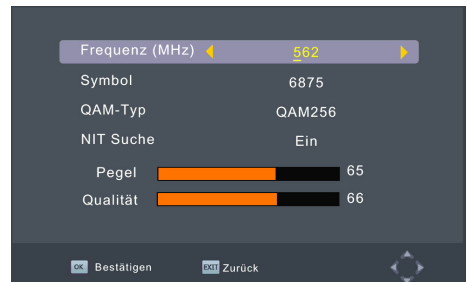 Frequenz (MHz) 562
Symbol 6875
QAM-Typ QAM256
NIT Suche Ein
Pegel 65
Qualität 66
OK Bestätigen EXIT Zurück